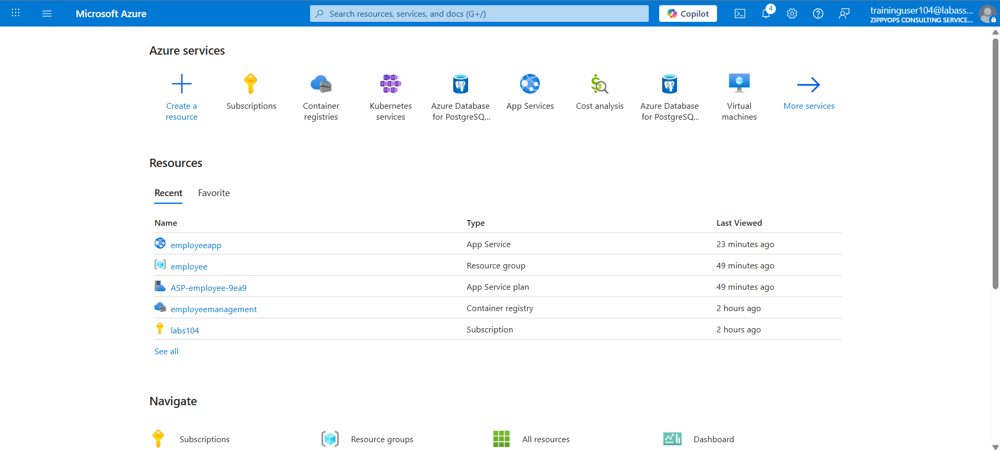 Microsoft Azure
Search resources, services, and docs (G+/)
Copilot
4
traininguser104@labass...
ZIPPYOPS CONSULTING SERVICE...
Azure services
Create a
resource
Subscriptions
Container
registries
Kubernetes
services
Azure Database
for PostgreSQ...
App Services
Cost analysis
Azure Database
for PostgreSQ...
Virtual
machines
More services
Resources
Recent Favorite
Name Type Last Viewed
employeeapp App Service 23 minutes ago
employee Resource group 49 minutes ago
ASP-employee-9ea9 App Service plan 49 minutes ago
employeemanagement Container registry 2 hours ago
labs104 Subscription 2 hours ago
See all
Navigate
Subscriptions Resource groups All resources Dashboard